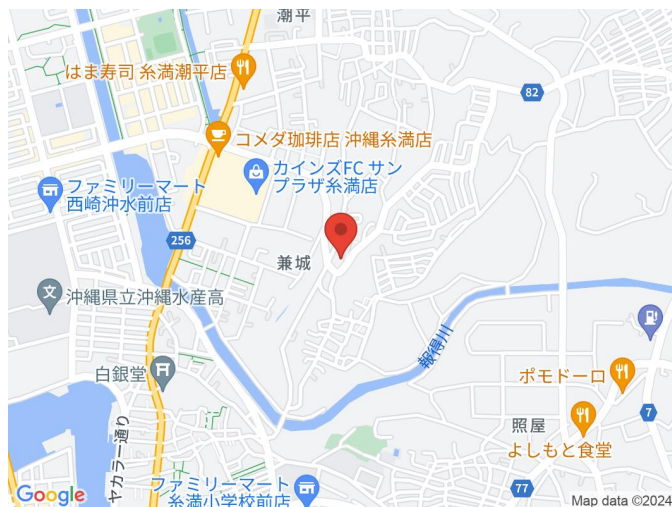 潮平
はま寿司 糸満潮平店
82
コメダ珈琲店 沖縄糸満店
カインズFC サン
プラザ糸満店
ファミリーマート
西崎沖水前店
256
兼城
沖縄県立沖縄水産高
報得川
白銀堂
ポモドーロ
7
照屋
よしもと食堂
ヤカラー通り
ファミリーマート
糸満小学校前店
77
Google
Map data ©2024